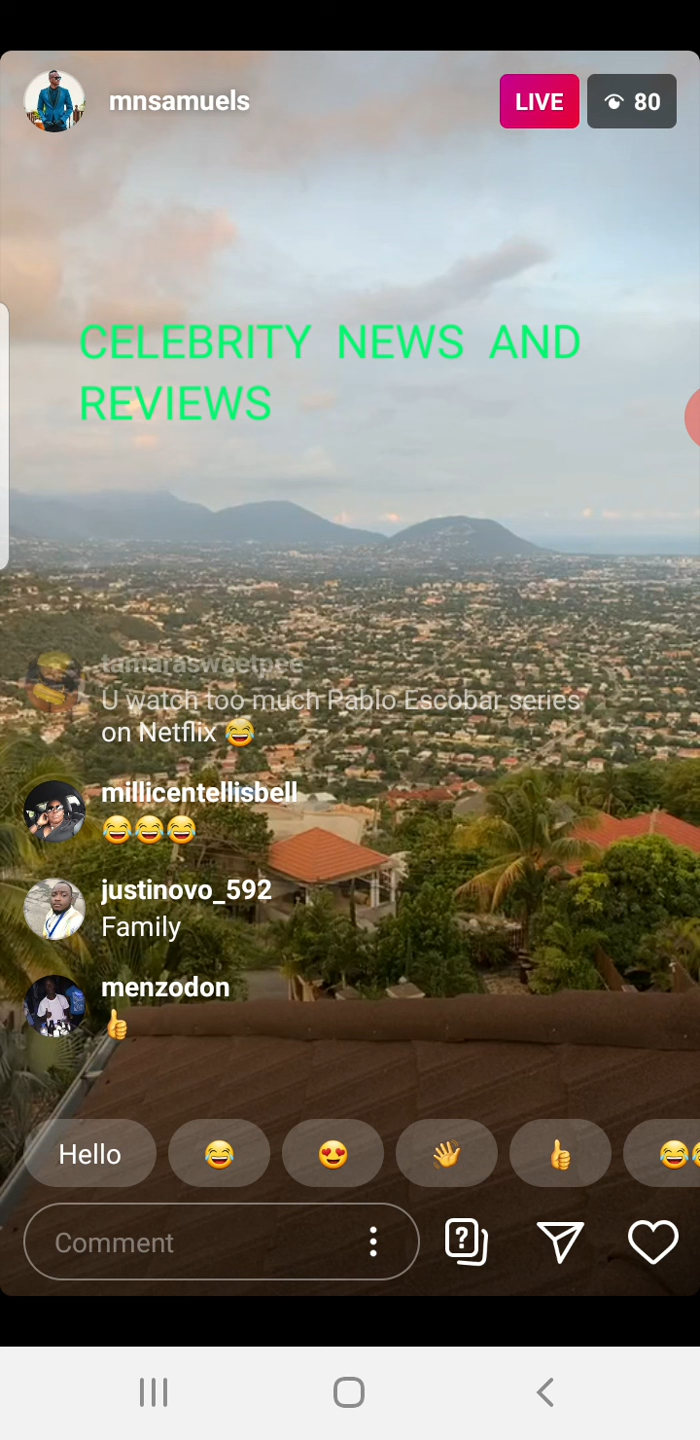 mnsamuels
LIVE
80
CELEBRITY NEWS AND
REVIEWS
tamarasweetpee
U watch too much Pablo Escobar series
on Netflix 😂
millicentellisbell
😂😂😂
justinovo_592
Family
menzodon
👍
Hello 😂 😍 👋 👍 😂😂
Comment